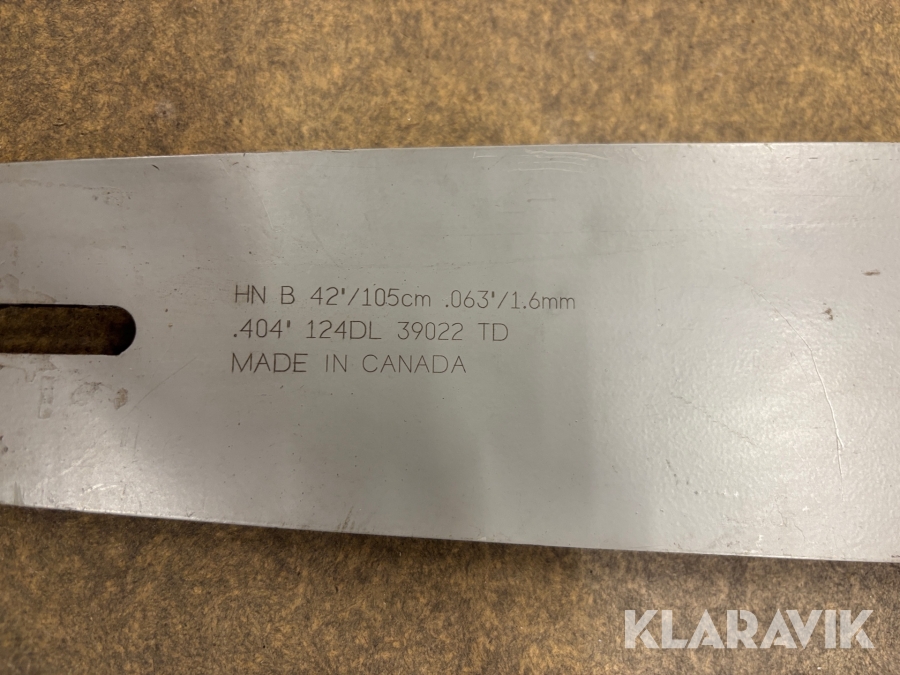 HN B 42"/105cm .063"/1.6mm
.404" 124DL 39022 TD
MADE IN CANADA
KLARAVIK